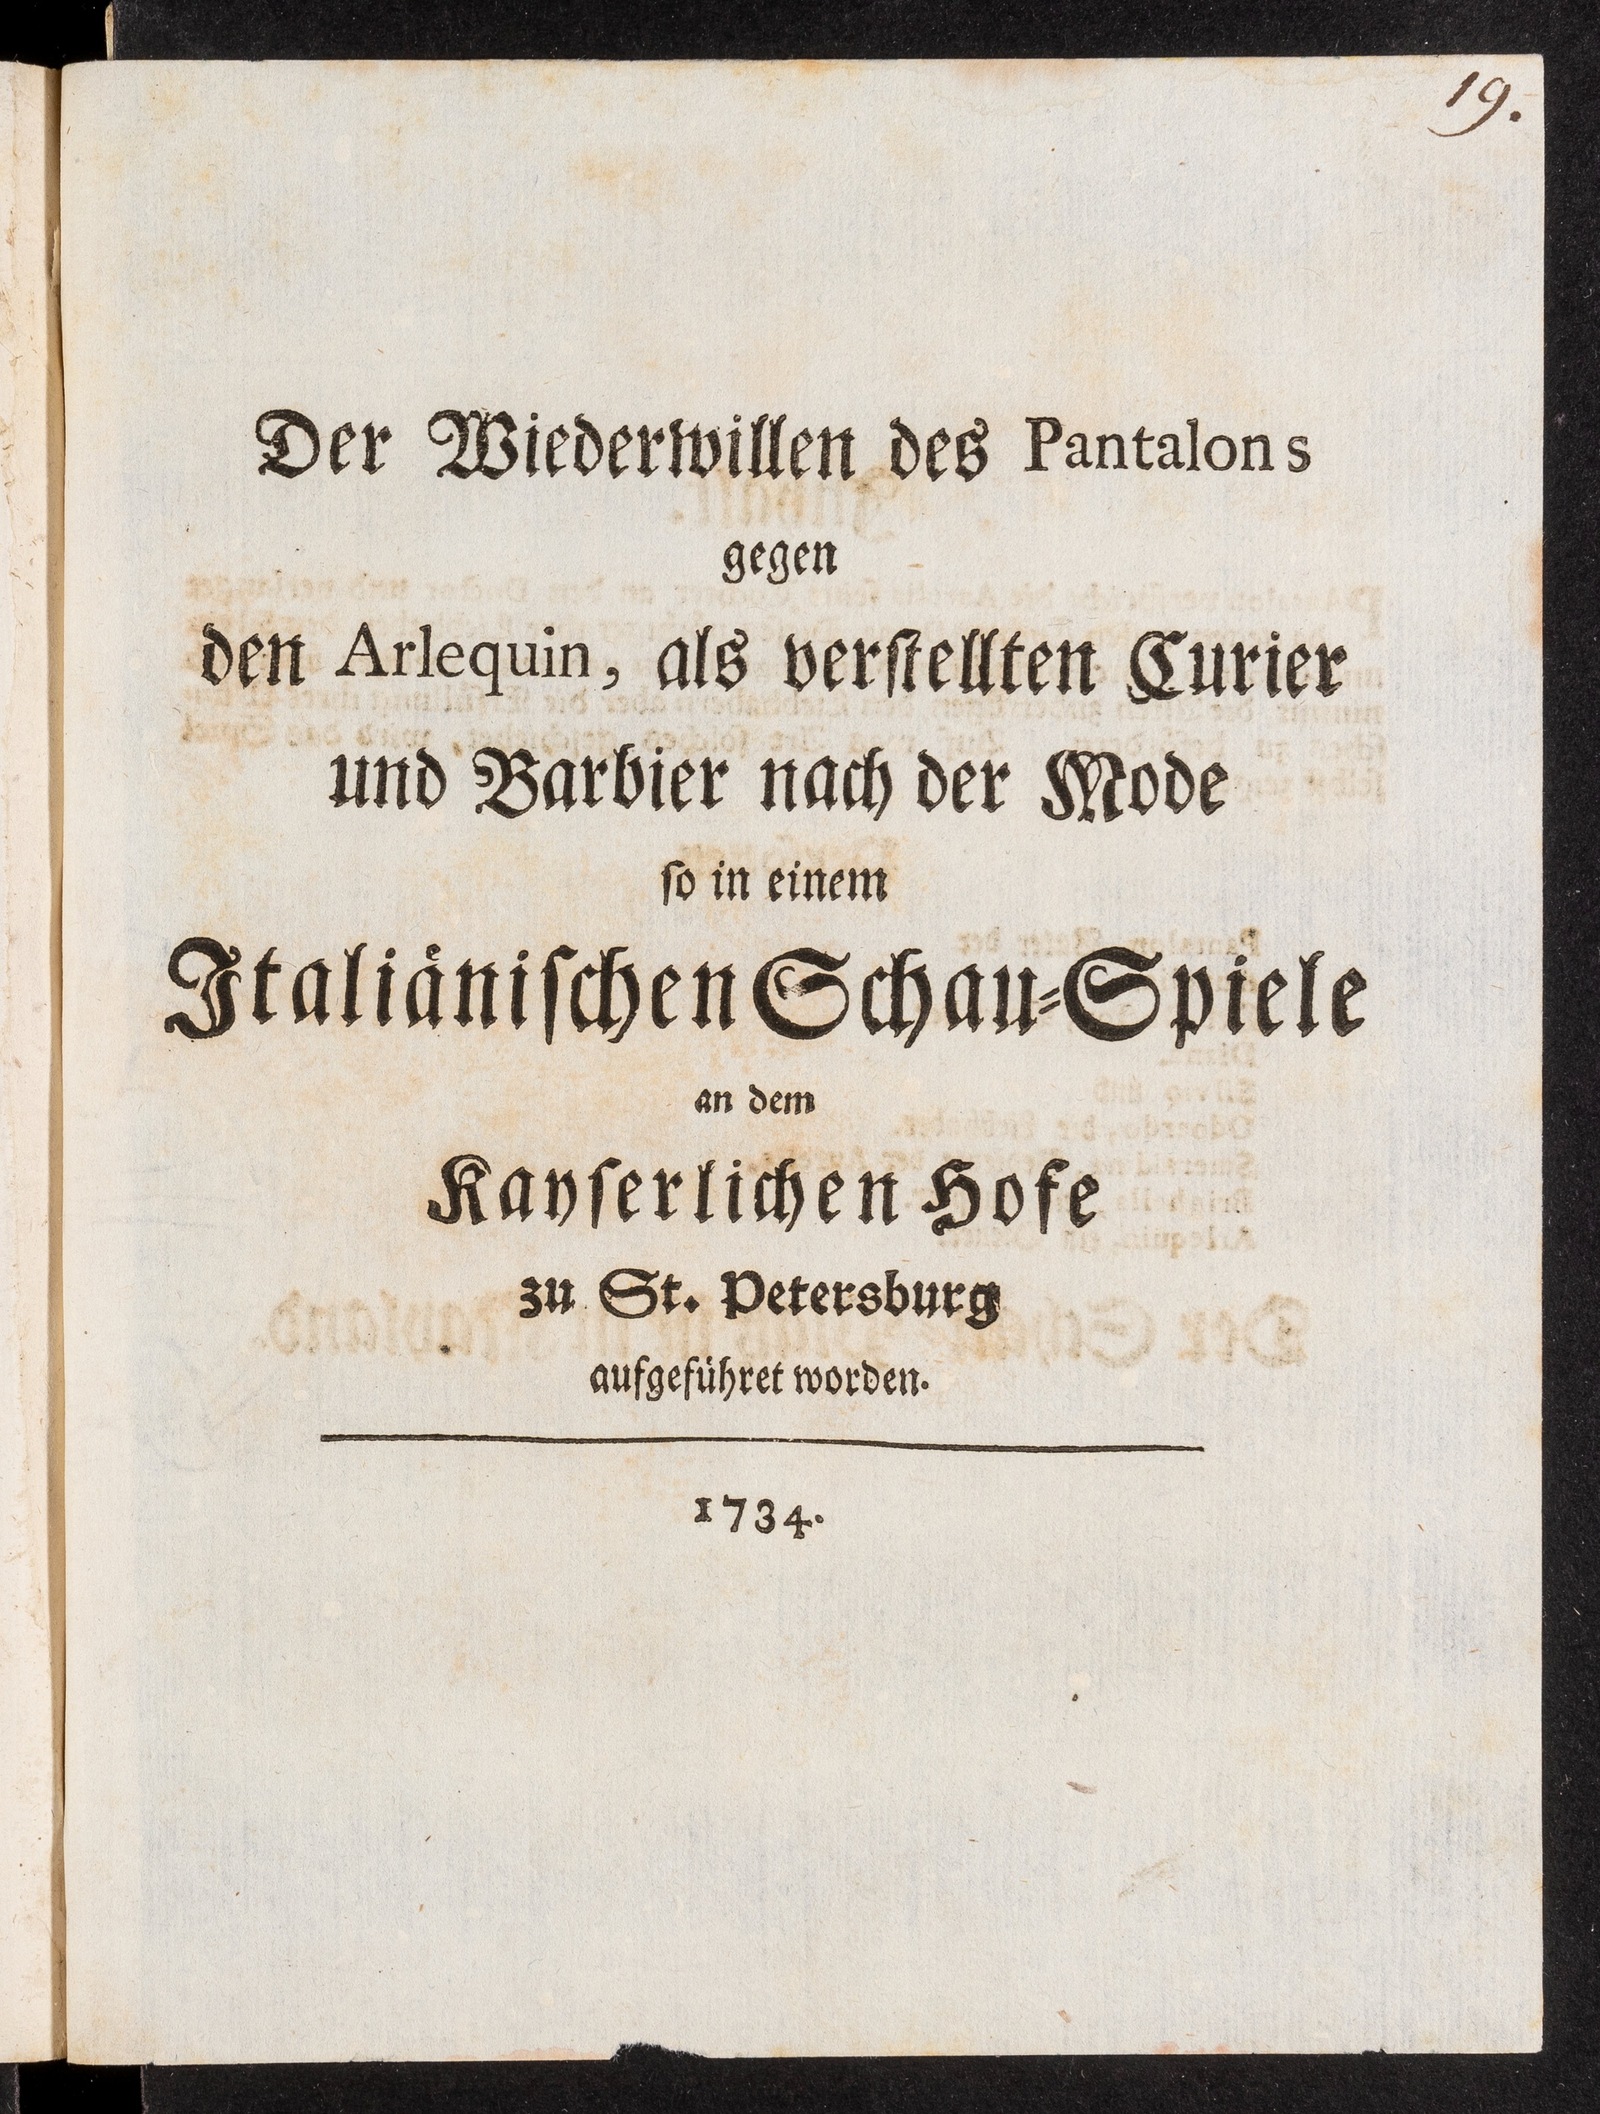 19.
Der Wiederwillen des Pantalons
gegen
den Arlequin, als verſtellten Curier
und Barbier nach der Mode
ſo in einem
Italiäniſchen Schau-Spiele
an dem
Kayſerlichen Hofe
zu St. Petersburg
aufgeführet worden.
1734.